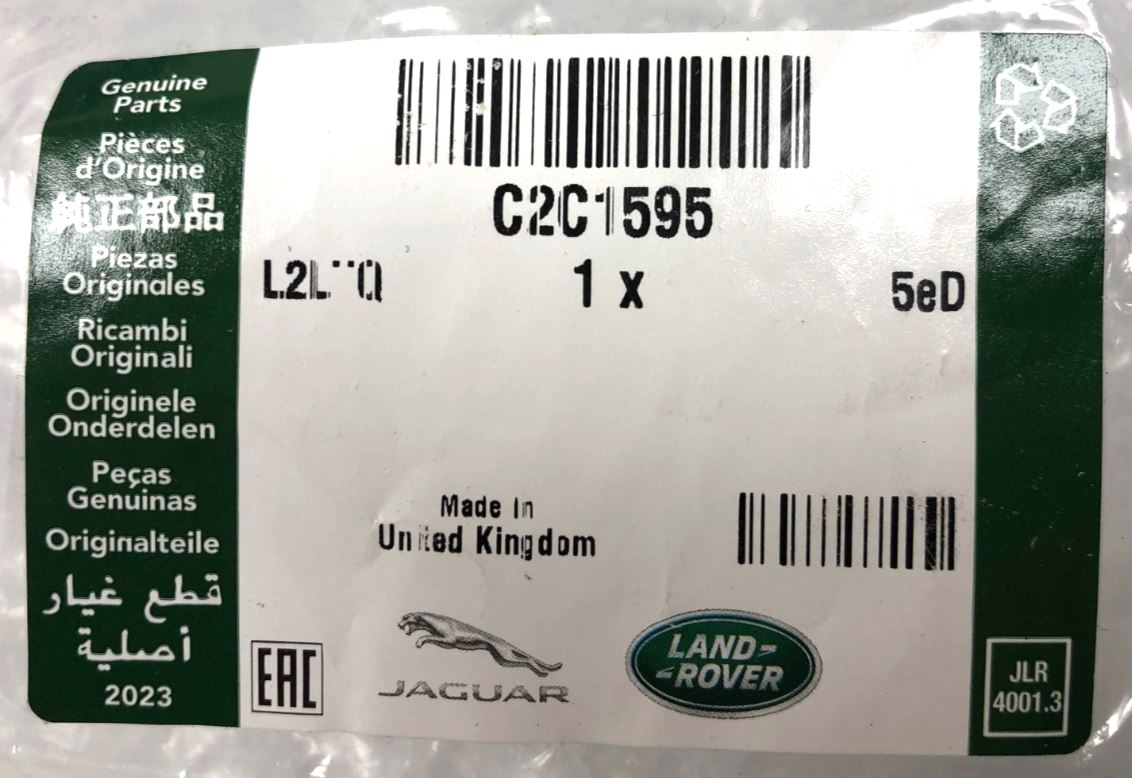 Genuine
Parts
Pièces
d'Origine
純正部品
Piezas
Originales
Ricambi
Originali
Originele
Onderdelen
Peças
Genuinas
Originalteile
قطع غيار
أصلية
2023
C2C1595
1 x
5eD
Made In
United Kingdom
EAC
JAGUAR
LAND-
-ROVER
JLR
4001.3